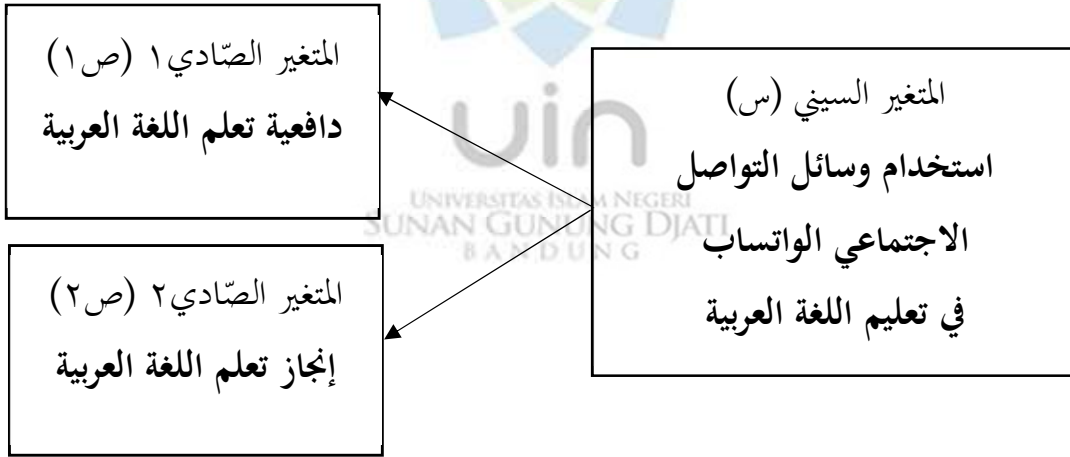 المتغير السيني (س)
استخدام وسائل التواصل
الاجتماعي الواتساب
في تعليم اللغة العربية
المتغير الصّادي١ (ص١)
دافعية تعلم اللغة العربية
المتغير الصّادي٢ (ص٢)
إنجاز تعلم اللغة العربية
uin
UNIVERSITAS ISLAM NEGERI
SUNAN GUNUNG DJATI
BANDUNG